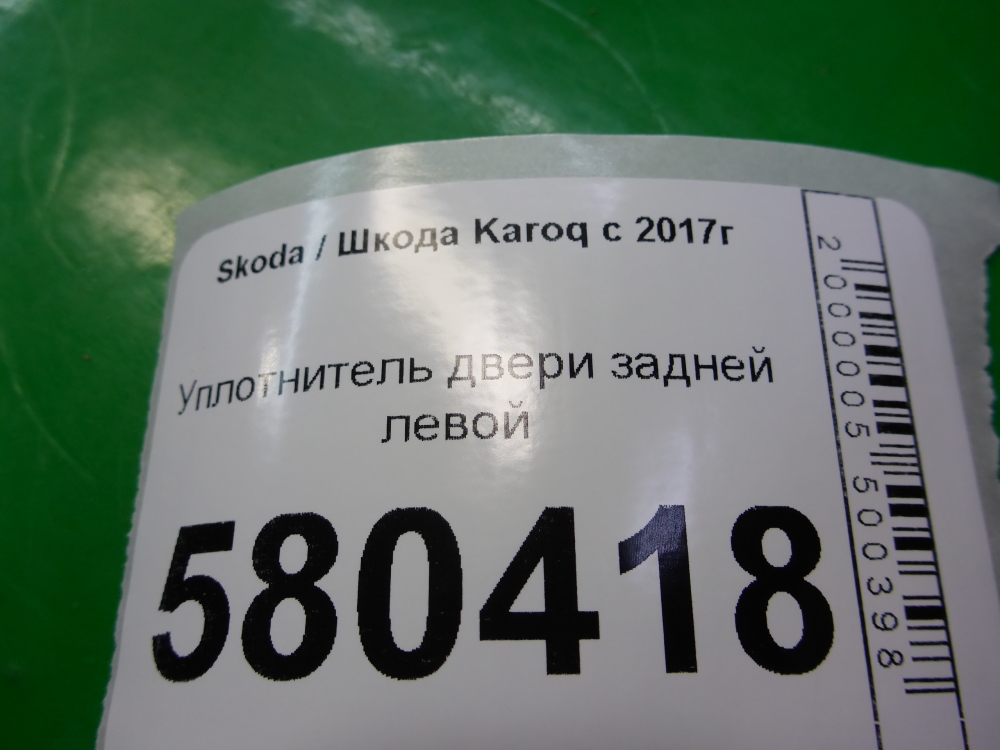 Skoda / Шкода Karoq с 2017г
Уплотнитель двери задней
левой
580418
2000005500398